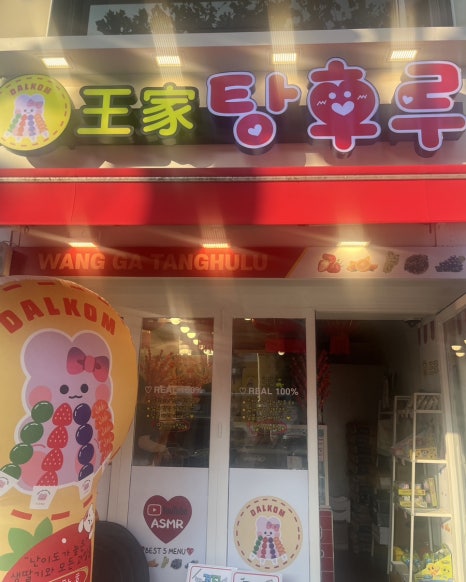 DALKOM
王家 탕후루
WANG GA TANGHULU
DALKOM
♡ REAL 100%
♡ REAL 100%
ASMR
BEST 5 MENU♥
DALKOM